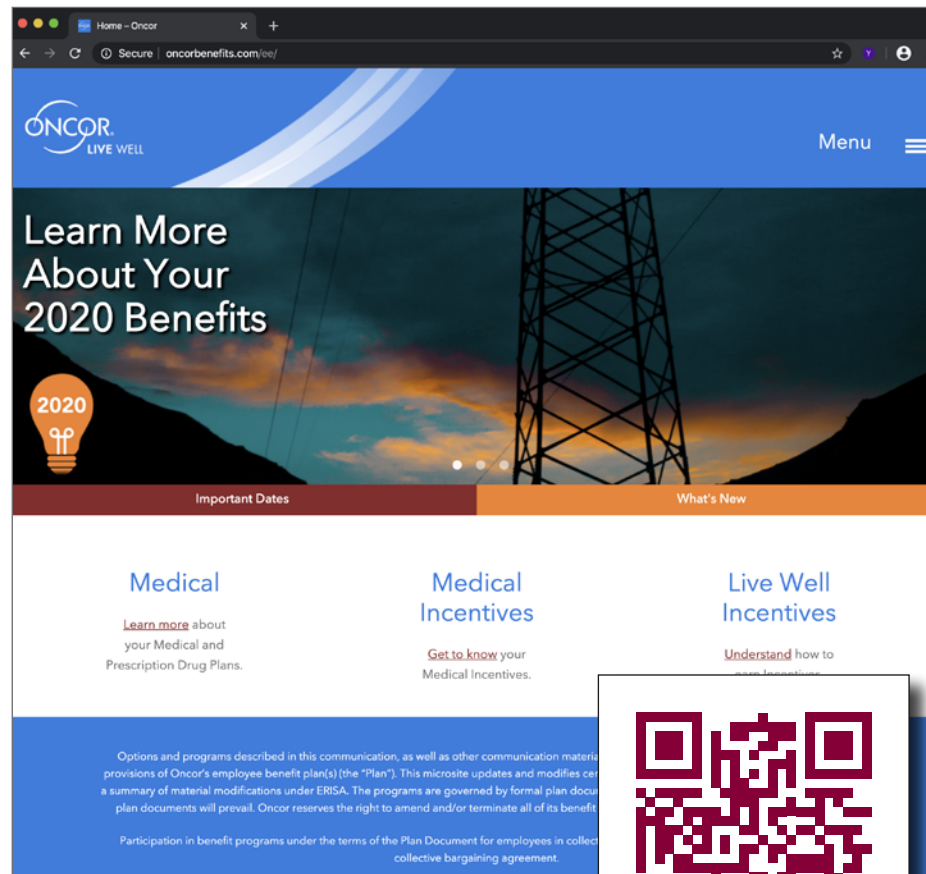 Home – Oncor
Secure | oncorbenefits.com/ee/
Y
ONCOR.
LIVE WELL
Menu
Learn More
About Your
2020 Benefits
2020
Important Dates
What's New
Medical
Learn more about
your Medical and
Prescription Drug Plans.
Medical
Incentives
Get to know your
Medical Incentives.
Live Well
Incentives
Understand how to
earn Incentives
Options and programs described in this communication, as well as other communication materia
provisions of Oncor's employee benefit plan(s) (the “Plan”). This microsite updates and modifies cer
a summary of material modifications under ERISA. The programs are governed by formal plan docu
plan documents will prevail. Oncor reserves the right to amend and/or terminate all of its benefit
Participation in benefit programs under the terms of the Plan Document for employees in collect
collective bargaining agreement.